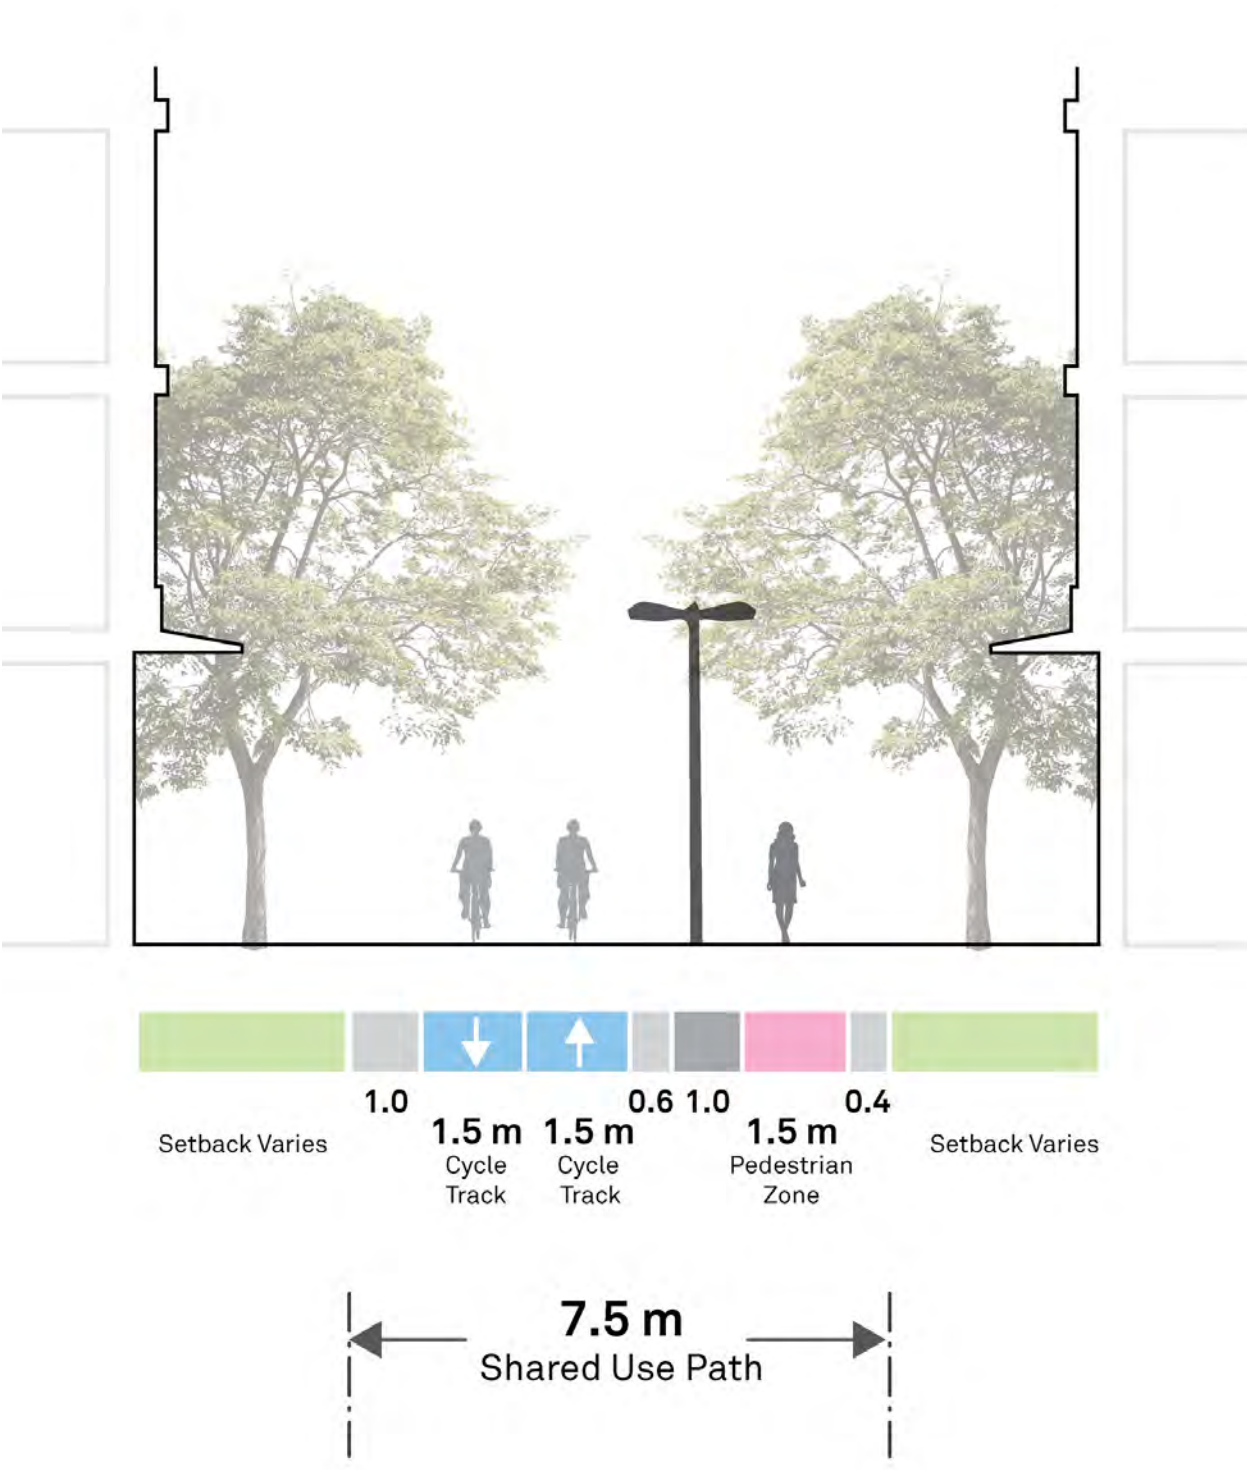 1.0
0.6 1.0
0.4
1.5 m 1.5 m
1.5 m
Setback Varies
Cycle
Track
Cycle
Track
Pedestrian
Zone
Setback Varies
7.5 m
Shared Use Path